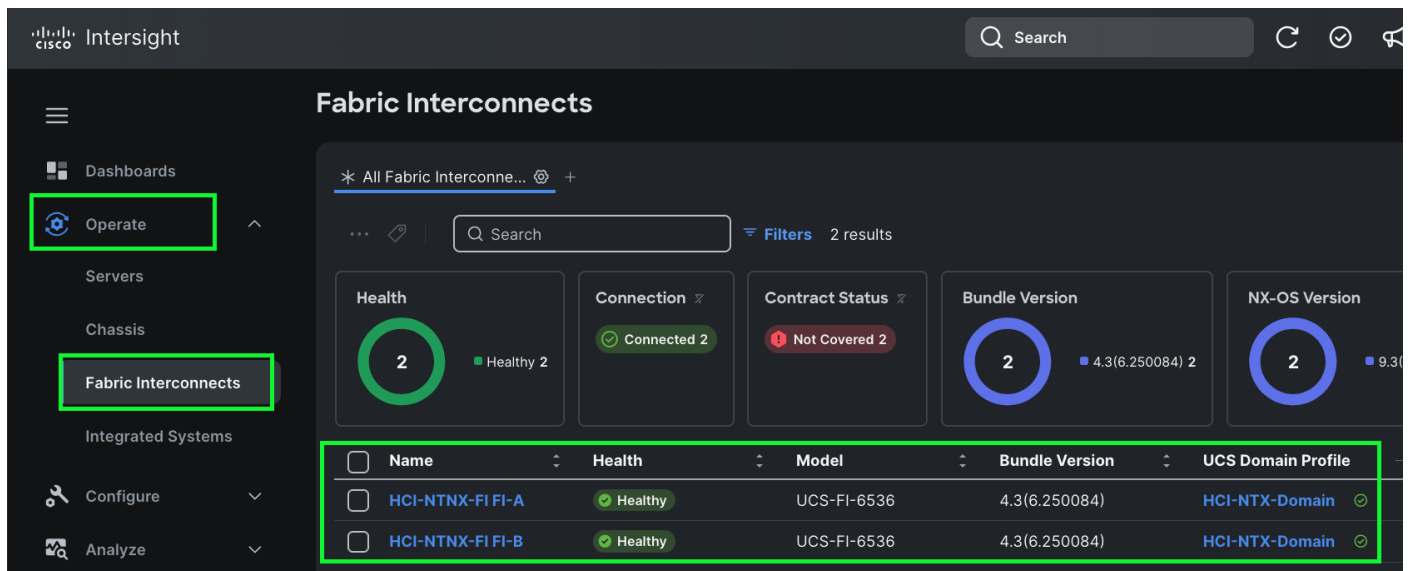 CISCO Intersight
Search
Fabric Interconnects
Dashboards
Operate
Servers
Chassis
Fabric Interconnects
Integrated Systems
Configure
Analyze
All Fabric Interconne...
Search
Filters 2 results
Health
2
Healthy 2
Connection
Connected 2
Contract Status
Not Covered 2
Bundle Version
2
4.3(6.250084) 2
NX-OS Version
2
9.3(
Name Health Model Bundle Version UCS Domain Profile
HCI-NTNX-FI FI-A Healthy UCS-FI-6536 4.3(6.250084) HCI-NTX-Domain
HCI-NTNX-FI FI-B Healthy UCS-FI-6536 4.3(6.250084) HCI-NTX-Domain